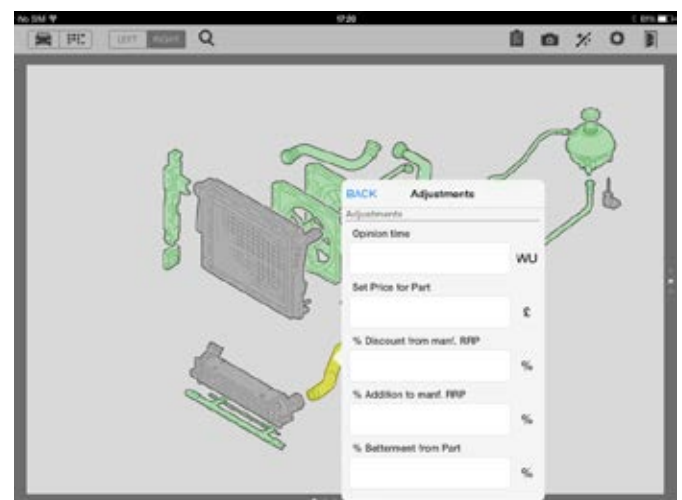 No SIM
17:20
81%
LEFT RIGHT
BACK Adjustments
Adjustments
Opinion time
WU
Set Price for Part
£
% Discount from manf. RRP
%
% Addition to manf. RRP
%
% Betterment from Part
%